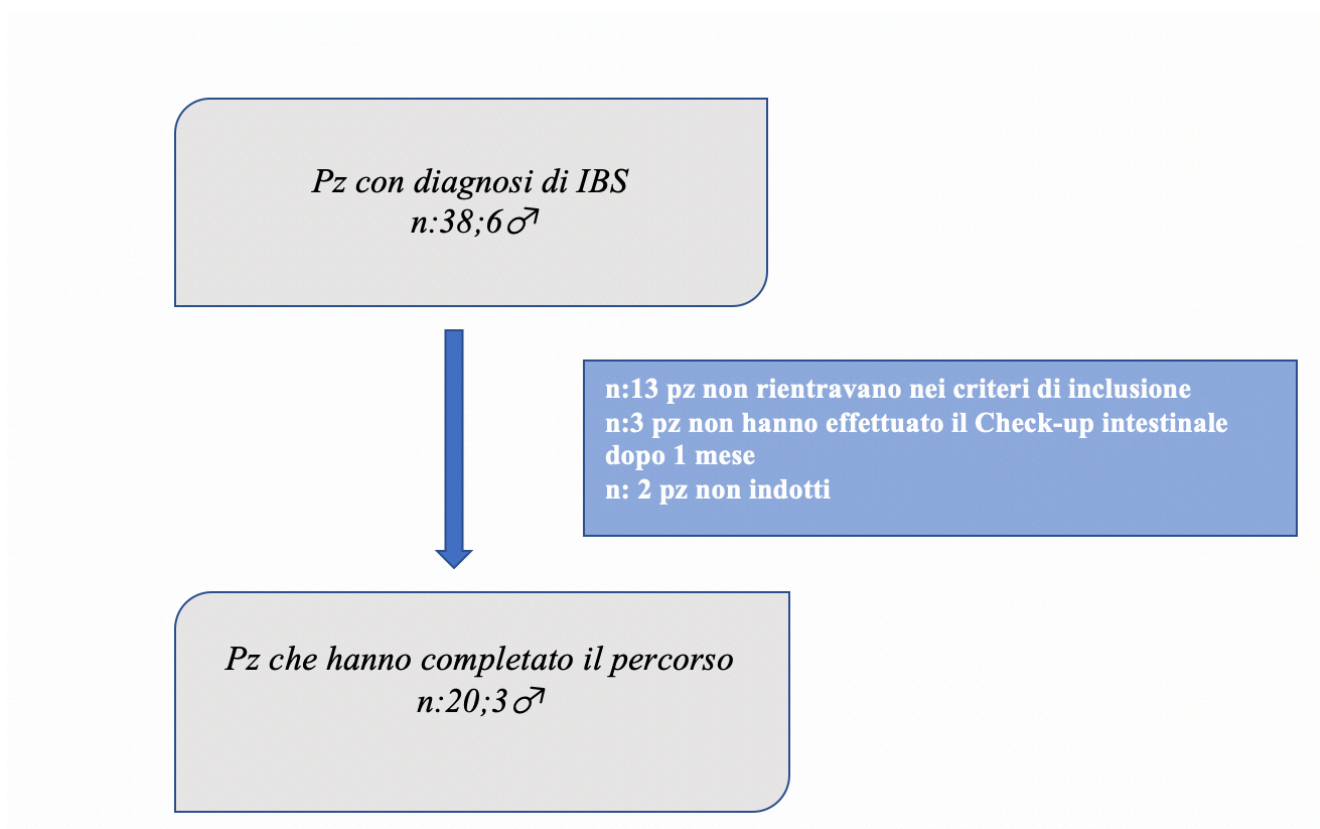 Pz con diagnosi di IBS
n:38;6♂
n:13 pz non rientravano nei criteri di inclusione
n:3 pz non hanno effettuato il Check-up intestinale
dopo 1 mese
n: 2 pz non indotti
Pz che hanno completato il percorso
n:20;3♂